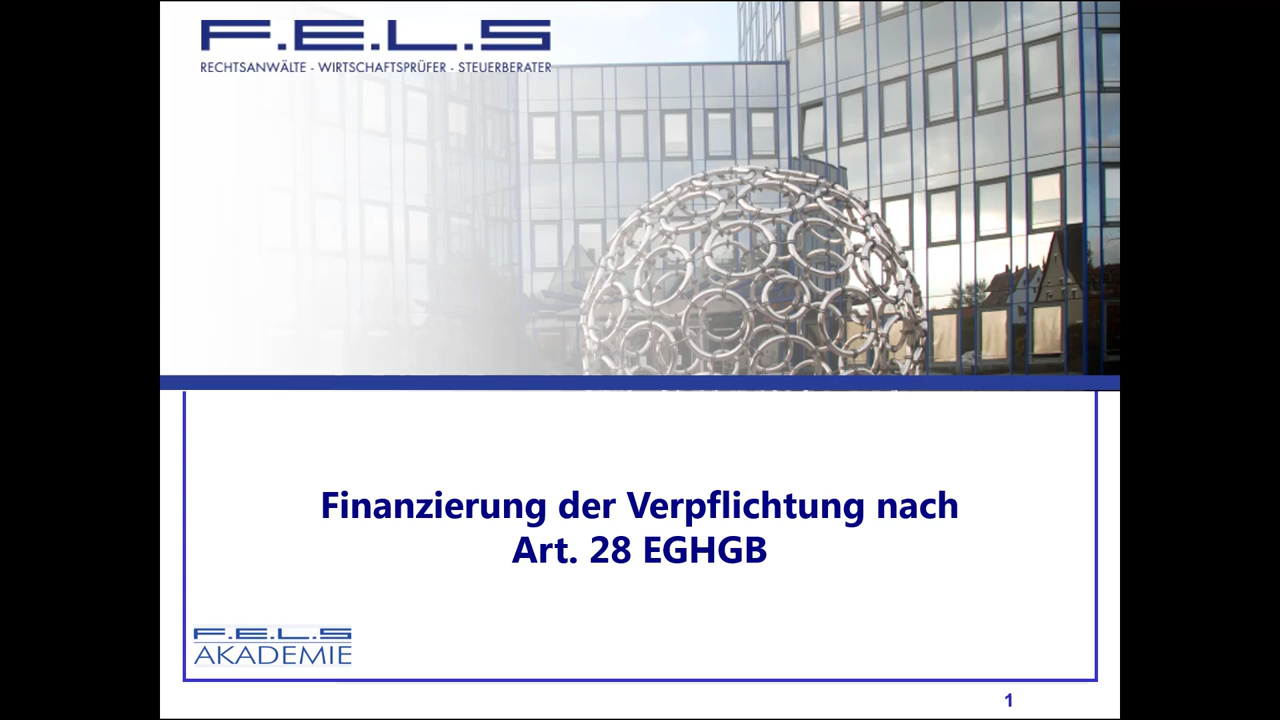 F.E.L.S
RECHTSANWÄLTE - WIRTSCHAFTSPRÜFER - STEUERBERATER
Finanzierung der Verpflichtung nach
Art. 28 EGHGB
F.E.L.S
AKADEMIE
1